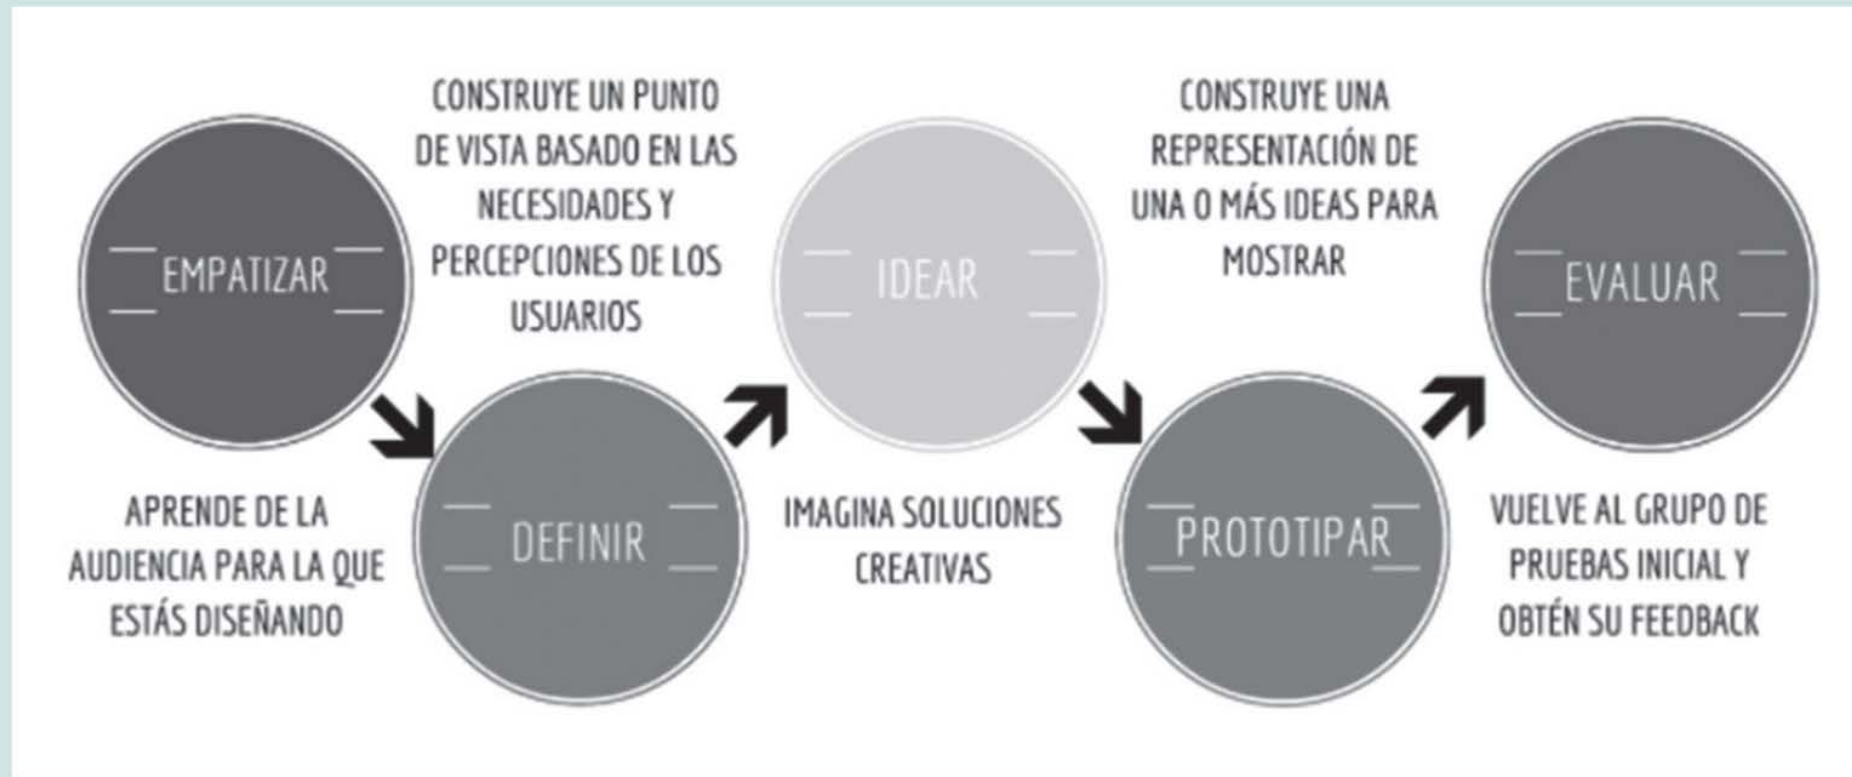 EMPATIZAR
APRENDE DE LA
AUDIENCIA PARA LA QUE
ESTÁS DISEÑANDO
CONSTRUYE UN PUNTO
DE VISTA BASADO EN LAS
NECESIDADES Y
PERCEPCIONES DE LOS
USUARIOS
DEFINIR
IDEAR
IMAGINA SOLUCIONES
CREATIVAS
CONSTRUYE UNA
REPRESENTACIÓN DE
UNA O MÁS IDEAS PARA
MOSTRAR
PROTOTIPAR
EVALUAR
VUELVE AL GRUPO DE
PRUEBAS INICIAL Y
OBTÉN SU FEEDBACK